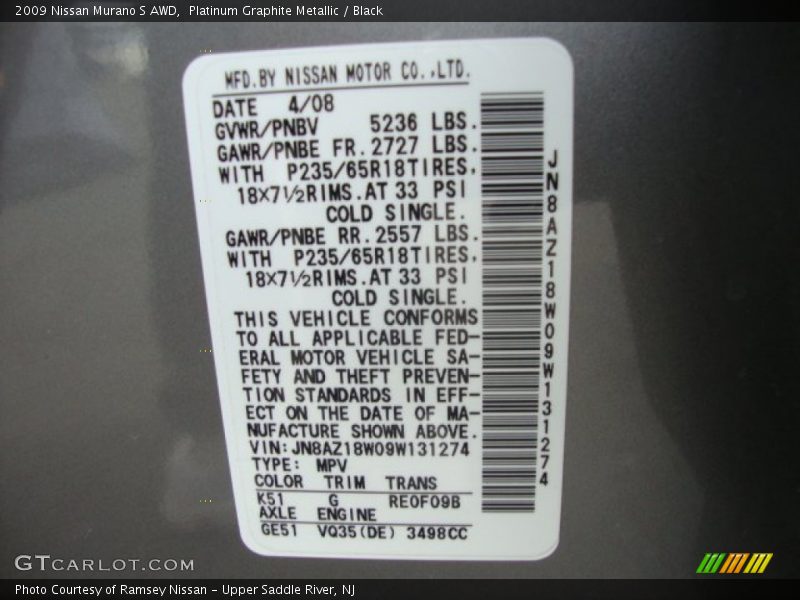 2009 Nissan Murano S AWD,  Platinum Graphite Metallic / Black
MFD.BY NISSAN MOTOR CO.,LTD.
DATE 4/08
GVWR/PNBV 5236 LBS.
GAWR/PNBE FR.2727 LBS.
WITH P235/65R18TIRES,
18X7½RIMS.AT 33 PSI
COLD SINGLE.
GAWR/PNBE RR.2557 LBS.
WITH P235/65R18TIRES,
18X7½RIMS.AT 33 PSI
COLD SINGLE.
THIS VEHICLE CONFORMS
TO ALL APPLICABLE FED-
ERAL MOTOR VEHICLE SA-
FETY AND THEFT PREVEN-
TION STANDARDS IN EFF-
ECT ON THE DATE OF MA-
NUFACTURE SHOWN ABOVE.
VIN:JN8AZ18W09W131274
TYPE: MPV
COLOR TRIM TRANS
K51 G RE0F09B
AXLE ENGINE
GE51 VQ35(DE) 3498CC
JN8AZ18W09W131274
GTCARLOT.COM
Photo Courtesy of Ramsey Nissan – Upper Saddle River, NJ